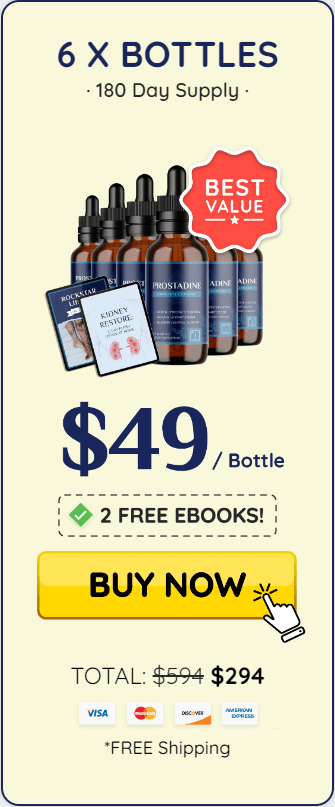 6 X BOTTLES
· 180 Day Supply ·
BEST
VALUE
PROSTADINE
PROSTADINE
ROCKSTAR
KIDNEY
RESTORE:
$49 / Bottle
2 FREE EBOOKS!
BUY NOW
TOTAL: $594 $294
VISA
MasterCard
DISCOVER
AMERICAN
EXPRESS
*FREE Shipping